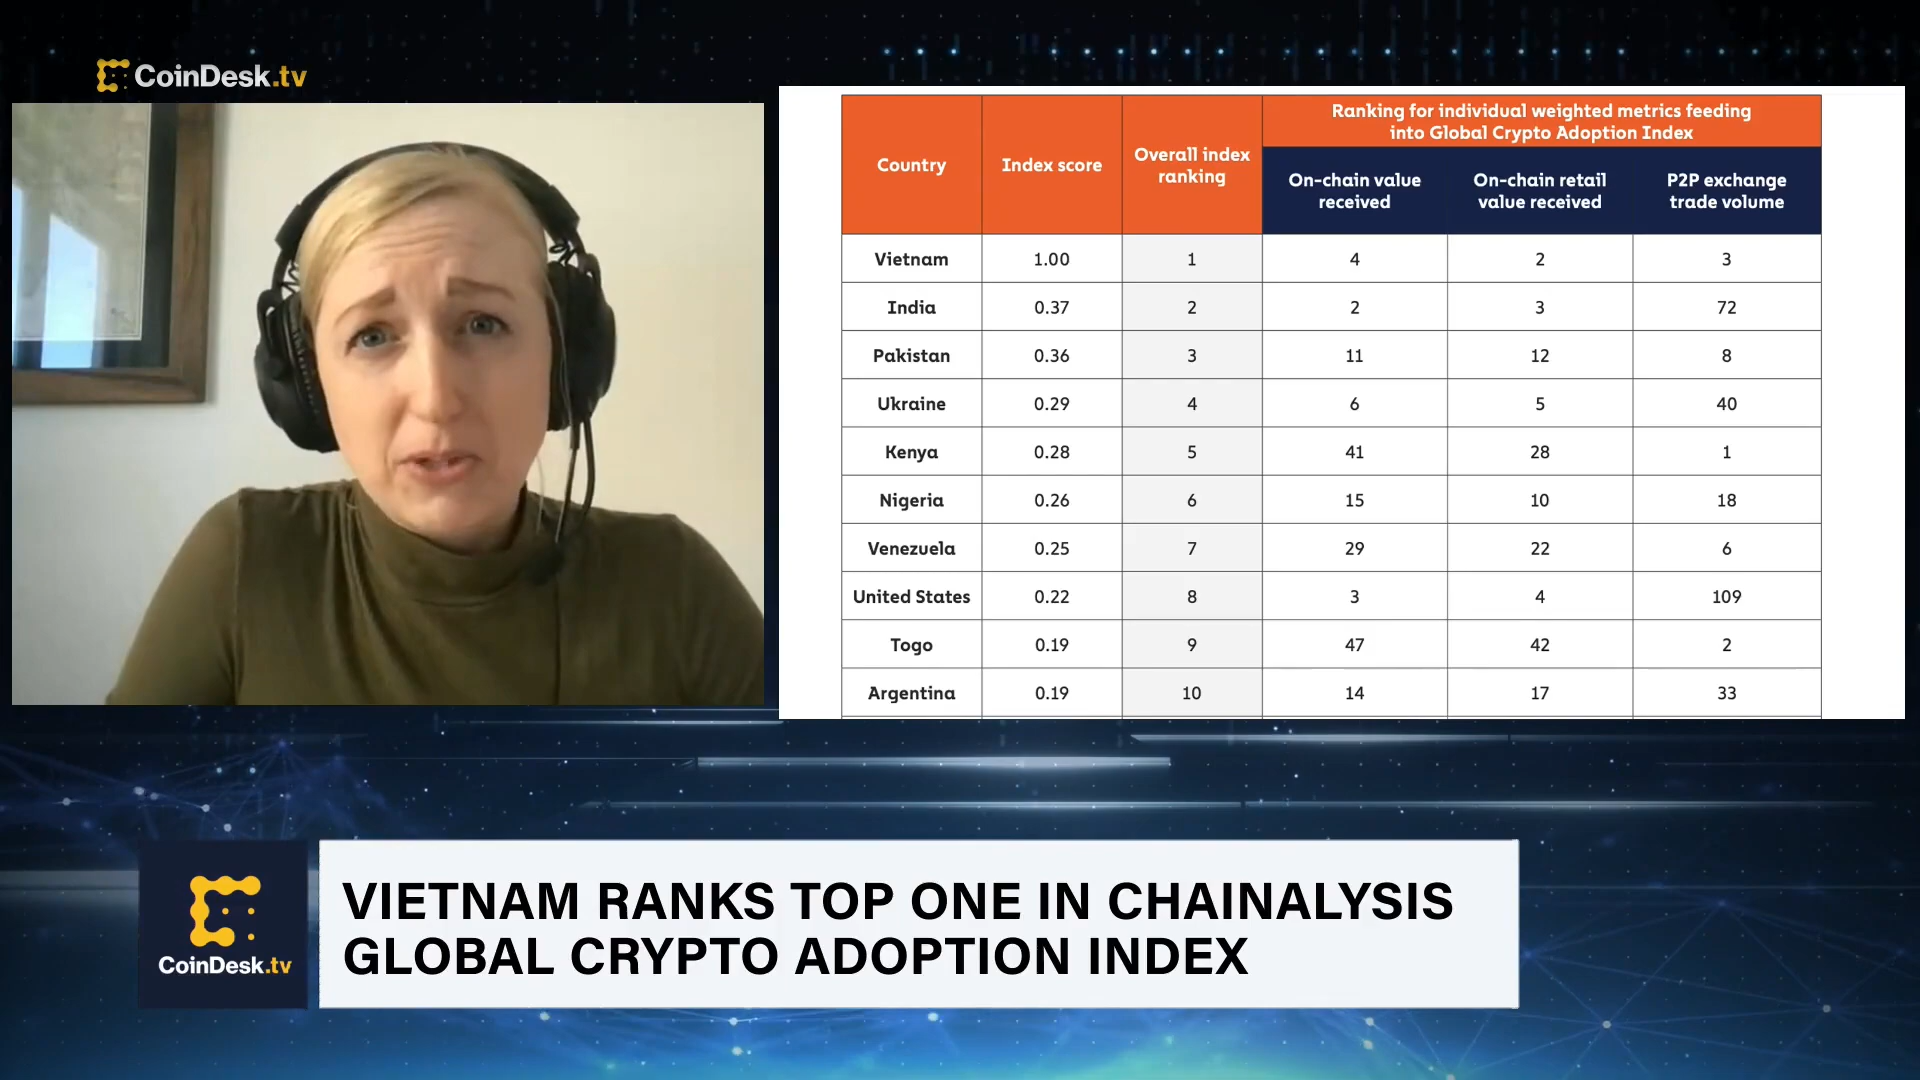 CoinDesk.tv
Ranking for individual weighted metrics feeding
into Global Crypto Adoption Index
Country Index score Overall index
ranking
On-chain value
received
On-chain retail
value received
P2P exchange
trade volume
Vietnam 1.00 1 4 2 3
India 0.37 2 2 3 72
Pakistan 0.36 3 11 12 8
Ukraine 0.29 4 6 5 40
Kenya 0.28 5 41 28 1
Nigeria 0.26 6 15 10 18
Venezuela 0.25 7 29 22 6
United States 0.22 8 3 4 109
Togo 0.19 9 47 42 2
Argentina 0.19 10 14 17 33
CoinDesk.tv
VIETNAM RANKS TOP ONE IN CHAINALYSIS
GLOBAL CRYPTO ADOPTION INDEX